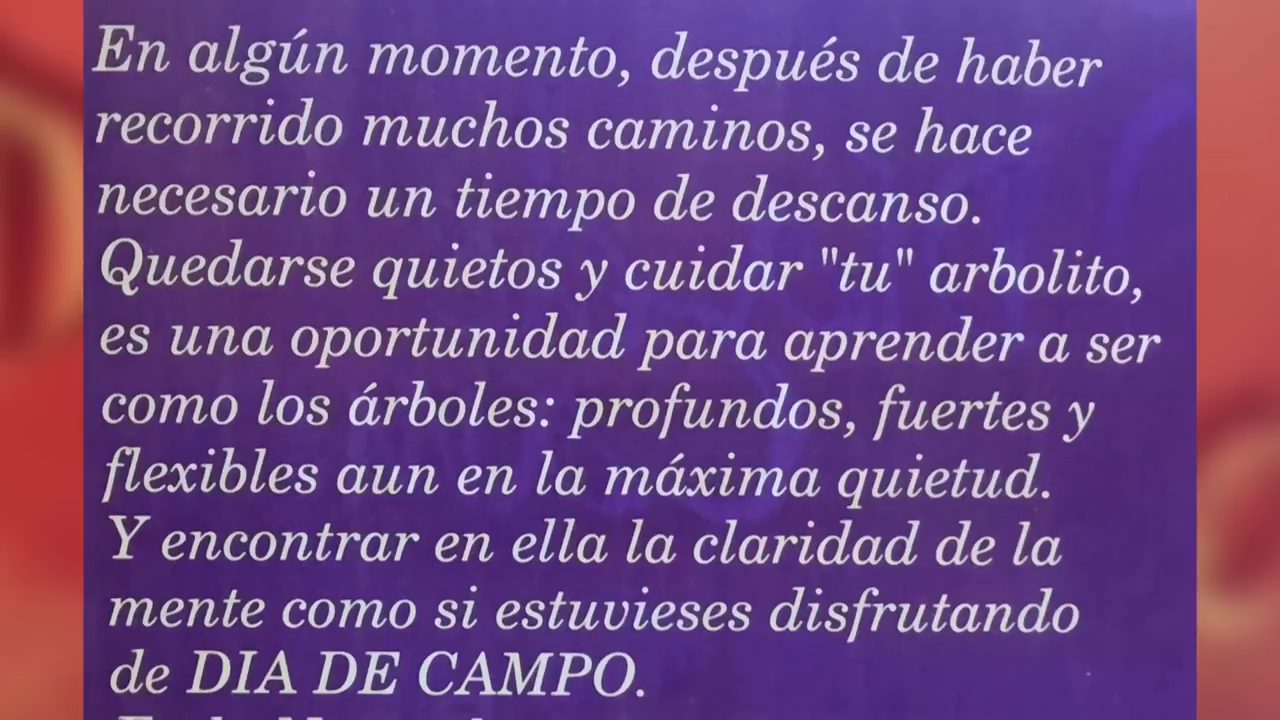 En algún momento, después de haber
recorrido muchos caminos, se hace
necesario un tiempo de descanso.
Quedarse quietos y cuidar "tu" arbolito,
es una oportunidad para aprender a ser
como los árboles: profundos, fuertes y
flexibles aun en la máxima quietud.
Y encontrar en ella la claridad de la
mente como si estuvieses disfrutando
de DIA DE CAMPO.